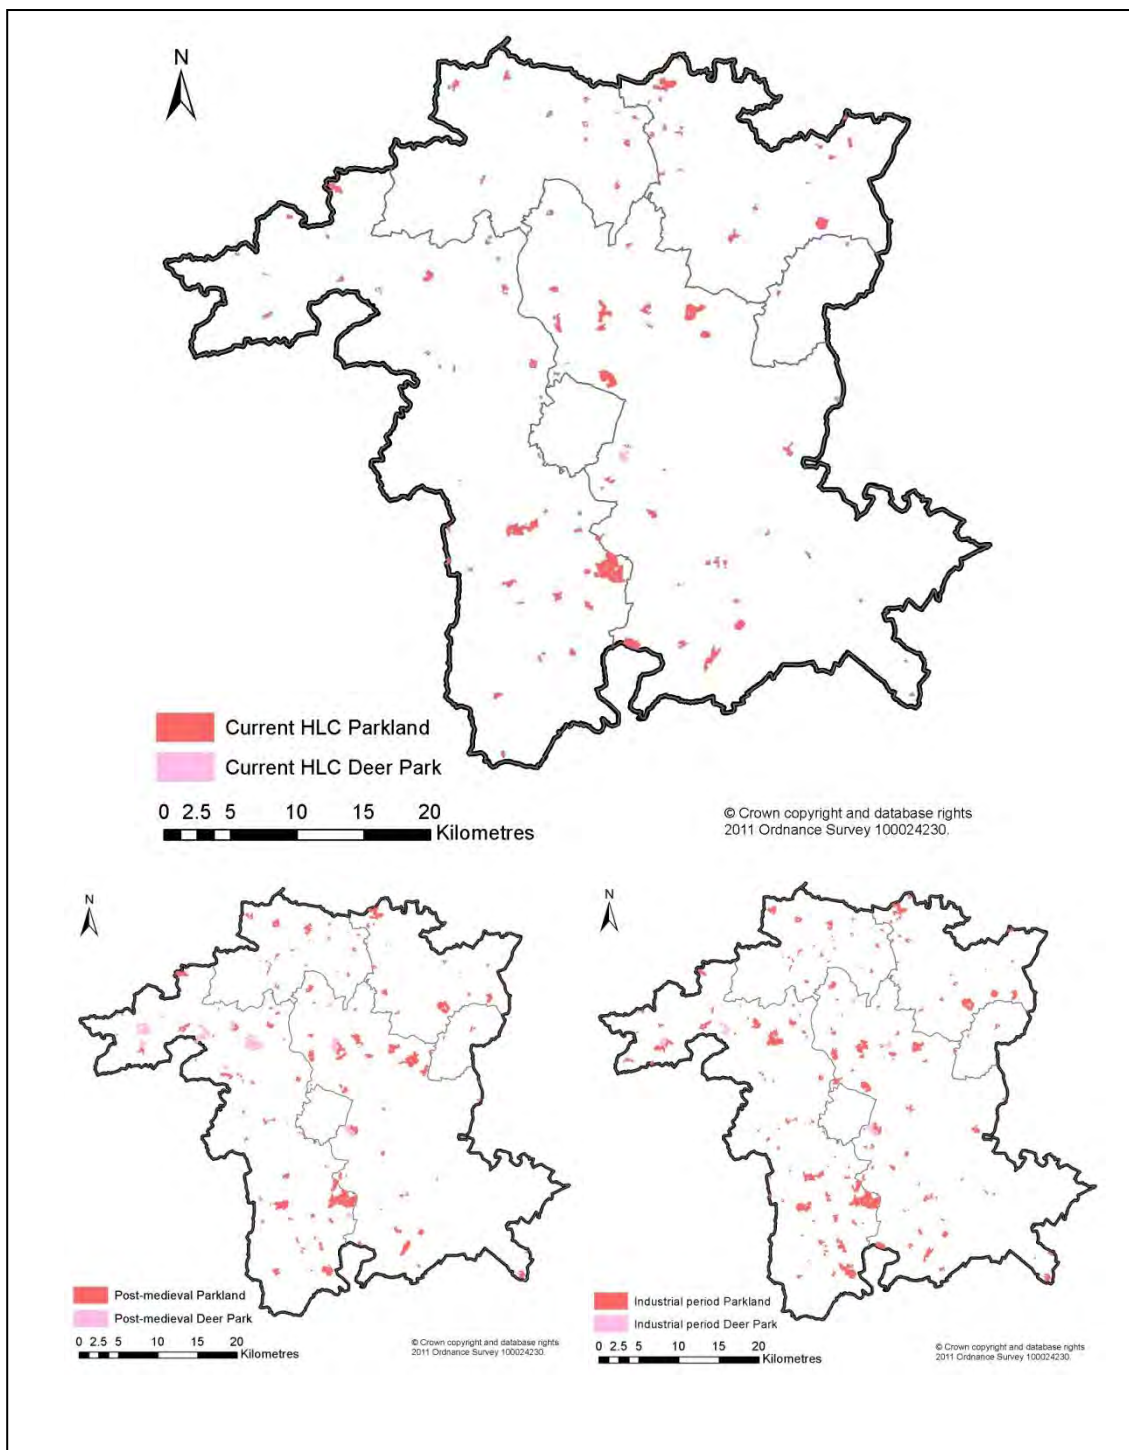 N
Current HLC Parkland
Current HLC Deer Park
0 2.5 5 10 15 20
Kilometres
© Crown copyright and database rights
2011 Ordnance Survey 100024230.
N
Post-medieval Parkland
Post-medieval Deer Park
0 2.5 5 10 15 20
Kilometres
© Crown copyright and database rights
2011 Ordnance Survey 100024230.
N
Industrial period Parkland
Industrial period Deer Park
0 2.5 5 10 15 20
Kilometres
© Crown copyright and database rights
2011 Ordnance Survey 100024230.